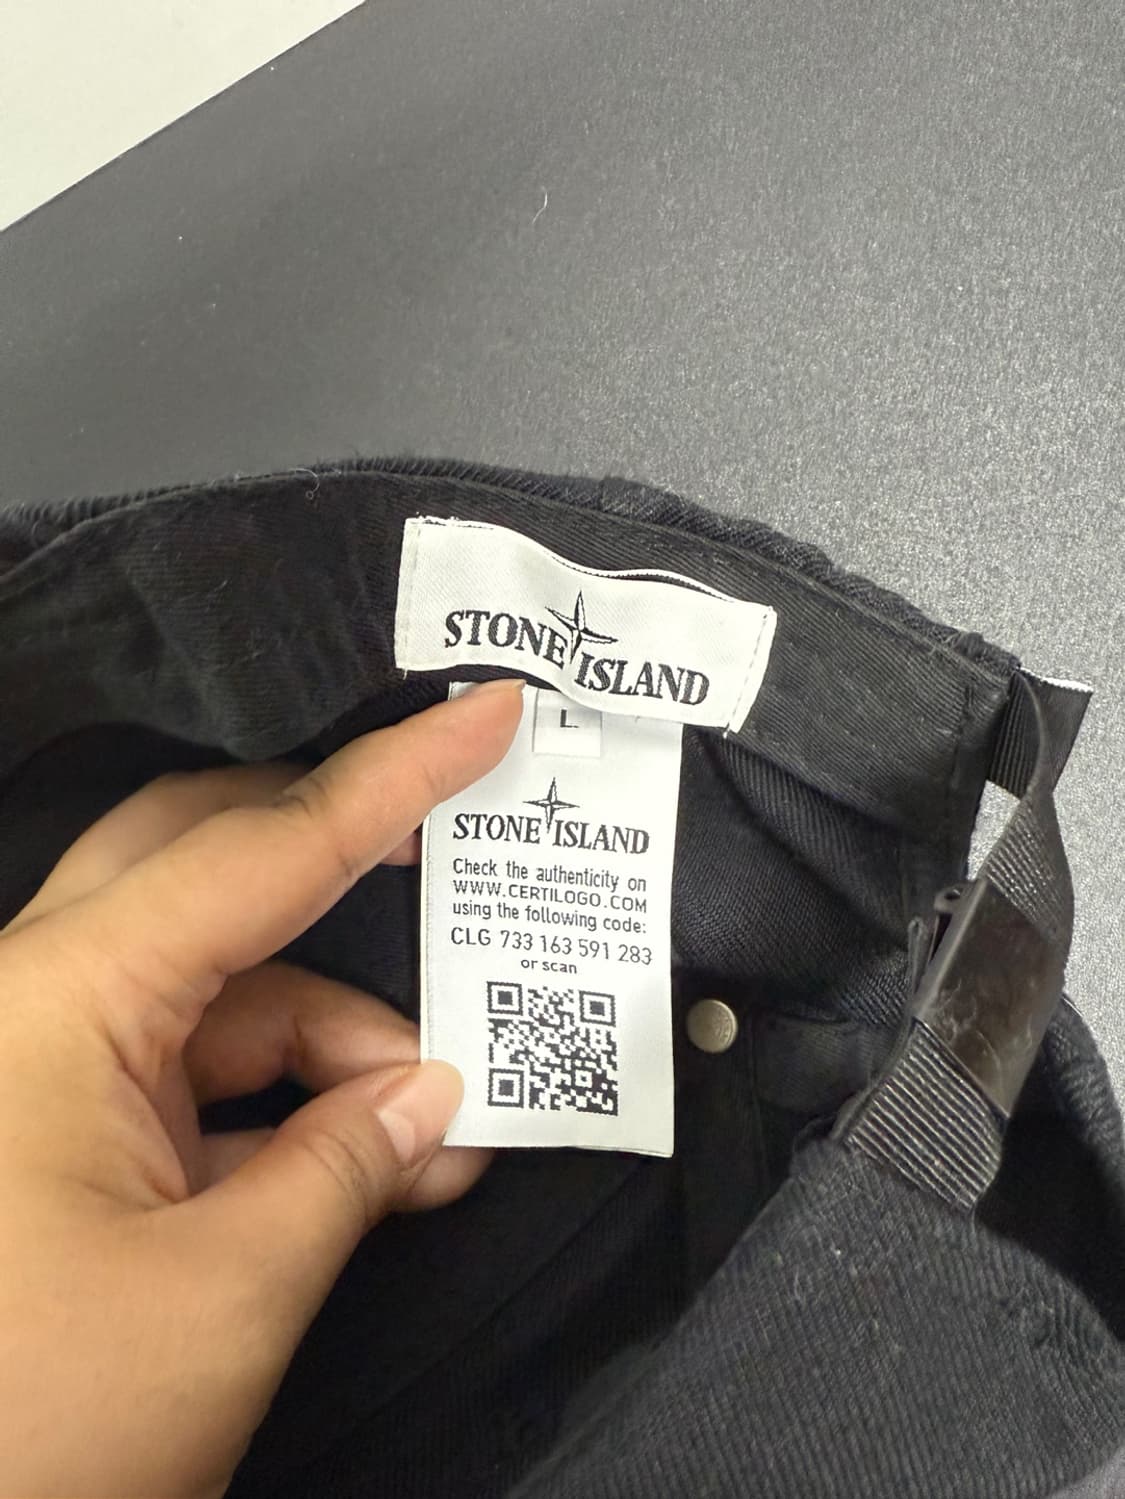 STONE ISLAND
L
STONE ISLAND
Check the authenticity on
WWW.CERTILOGO.COM
using the following code:
CLG 733 163 591 283
or scan